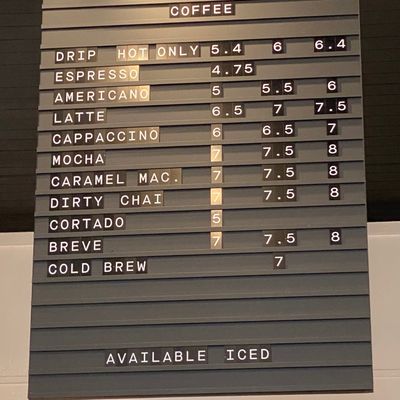 COFFEE
DRIP HOT ONLY 5.4 6 6.4
ESPRESSO 4.75
AMERICANO 5 5.5 6
LATTE 6.5 7 7.5
CAPPACCINO 6 6.5 7
MOCHA 7 7.5 8
CARAMEL MAC. 7 7.5 8
DIRTY CHAI 7 7.5 8
CORTADO 5
BREVE 7 7.5 8
COLD BREW 7
AVAILABLE ICED